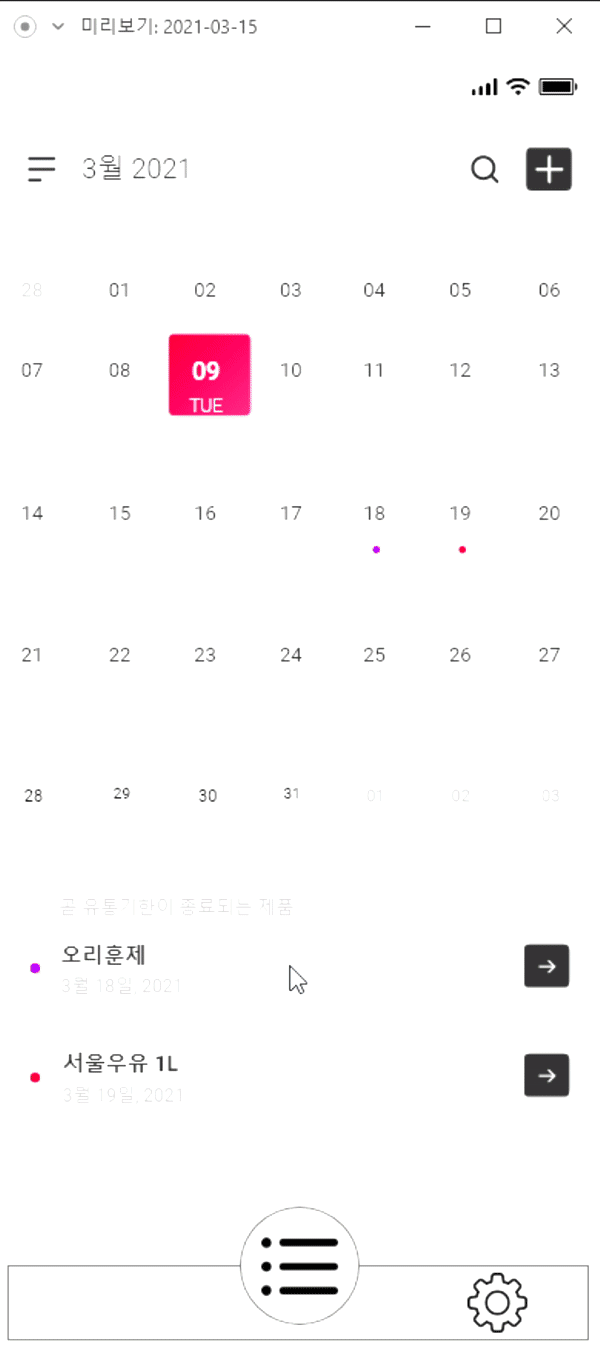 미리보기: 2021-03-15
3월 2021
28 01 02 03 04 05 06
07 08 09 10 11 12 13
TUE
14 15 16 17 18 19 20
21 22 23 24 25 26 27
28 29 30 31 01 02 03
곧 유통기한이 종료되는 제품
오리훈제
3월 18일, 2021
서울우유 1L
3월 19일, 2021